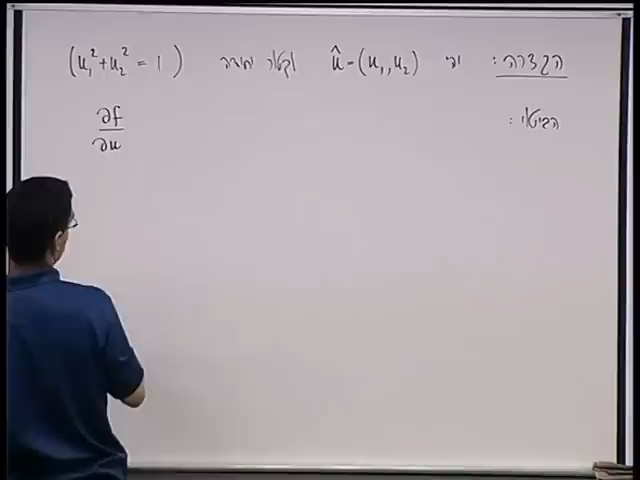 הגדרה: יהי û=(u₁,u₂) וקטור יחידה (u₁²+u₂²=1)
הביטוי: ∂f/∂u